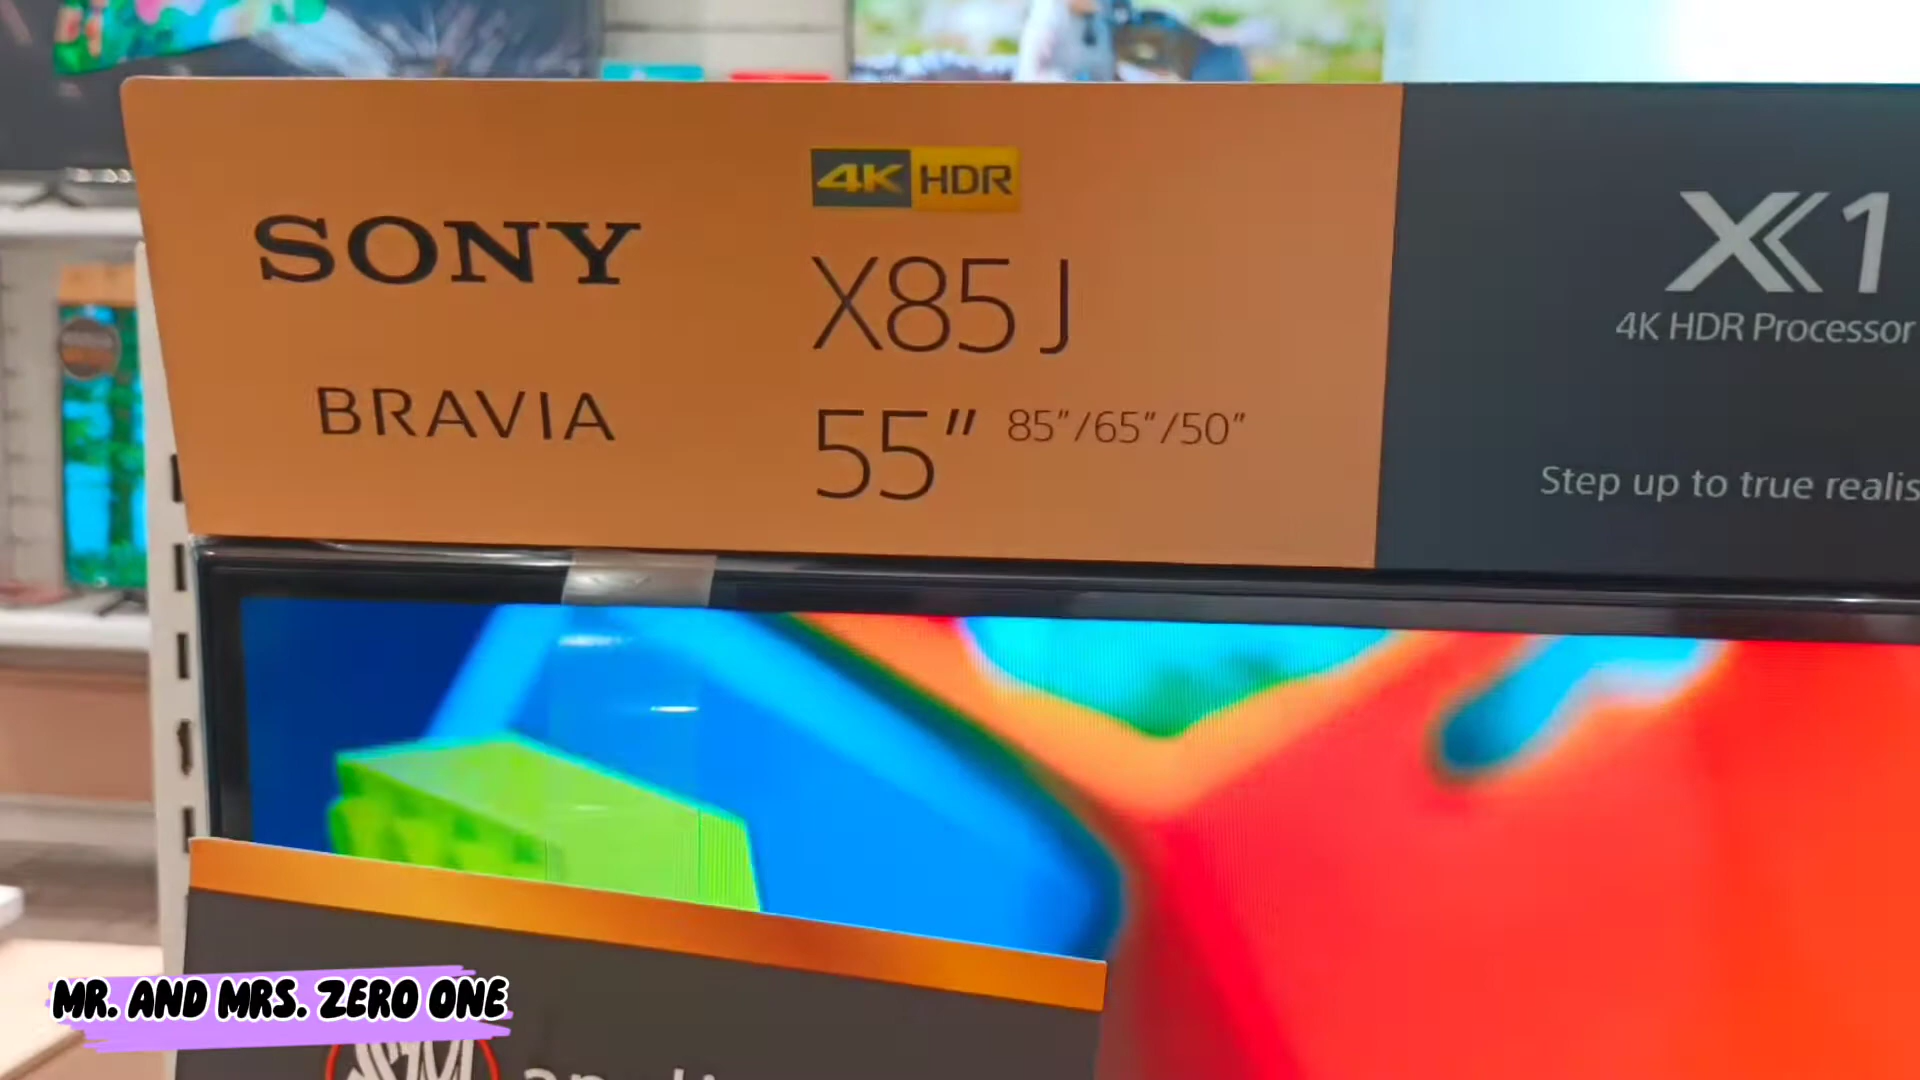 4K HDR
SONY
X85J
BRAVIA
55" 85"/65"/50"
X1
4K HDR Processor
Step up to true
MR. AND MRS. ZERO ONE
SM